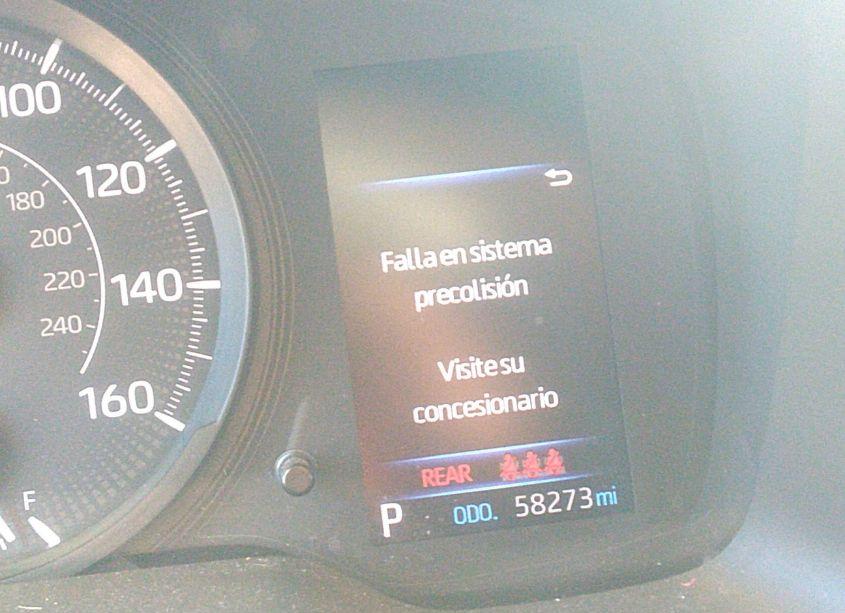 100
120
180
200
220
140
240
160
F
Falla en sistema
precolisión
Visite su
concesionario
REAR
P ODO. 58273 mi